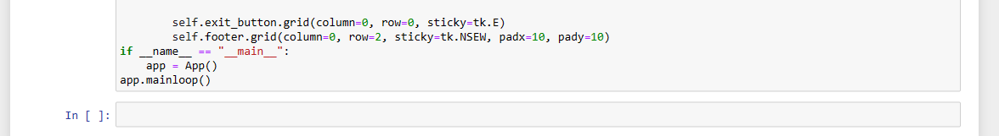 self.exit_button.grid(column=0, row=0, sticky=tk.E)
        self.footer.grid(column=0, row=2, sticky=tk.NSEW, padx=10, pady=10)
if __name__ == "__main__":
    app = App()
app.mainloop()
In [ ]: